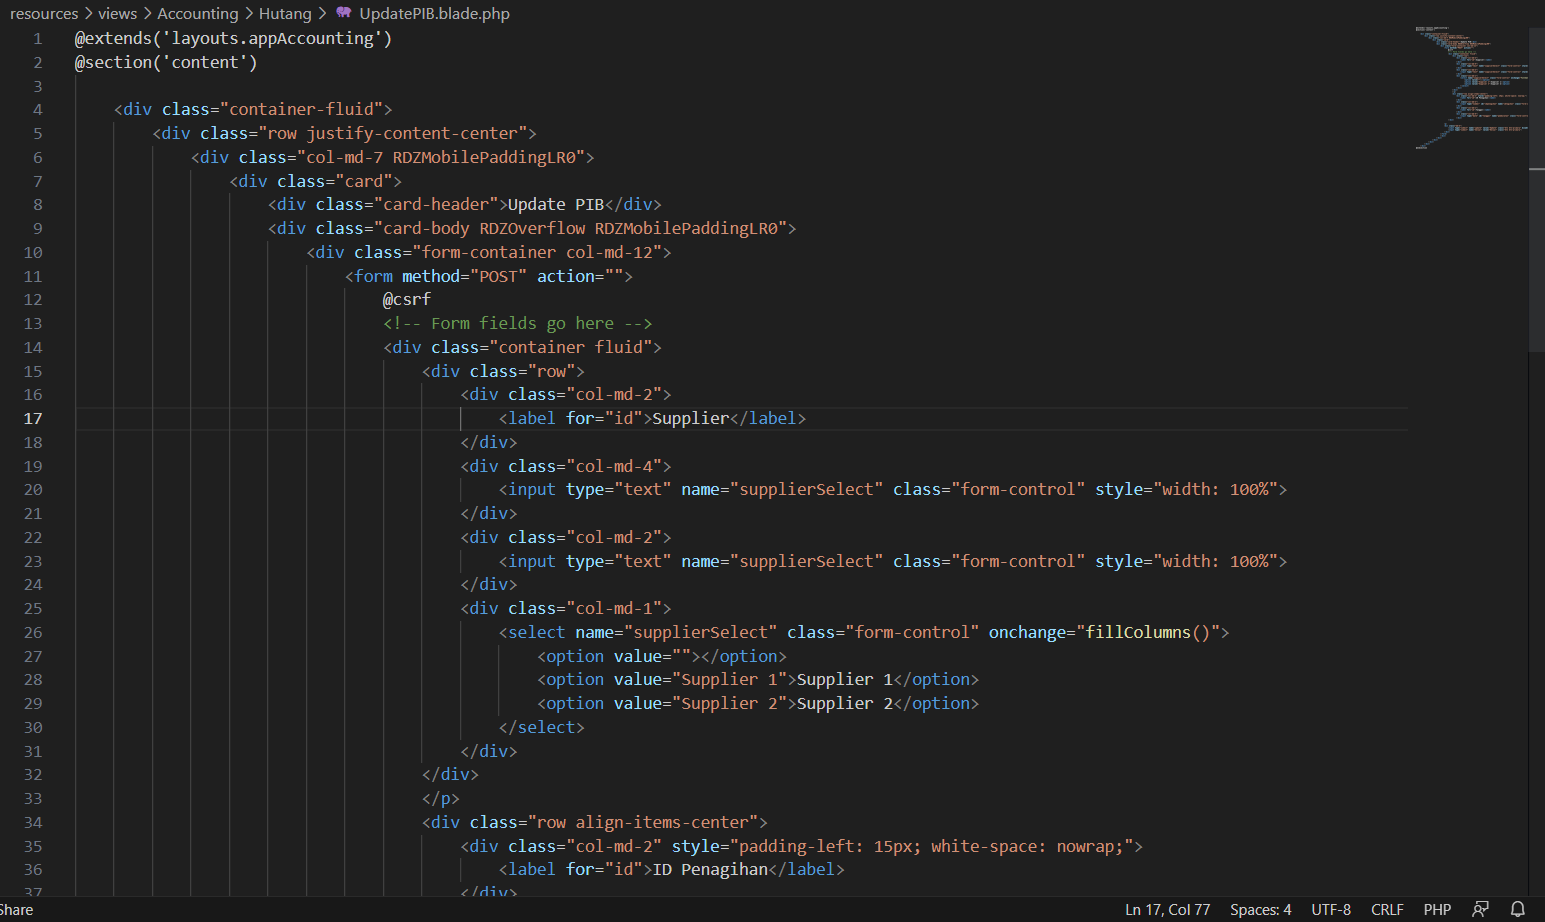 resources > views > Accounting > Hutang > UpdatePIB.blade.php
1 @extends('layouts.appAccounting')
2 @section('content')
3
4 <div class="container-fluid">
5 <div class="row justify-content-center">
6 <div class="col-md-7 RDZMobilePaddingLR0">
7 <div class="card">
8 <div class="card-header">Update PIB</div>
9 <div class="card-body RDZOverflow RDZMobilePaddingLR0">
10 <div class="form-container col-md-12">
11 <form method="POST" action="">
12 @csrf
13 <!-- Form fields go here -->
14 <div class="container fluid">
15 <div class="row">
16 <div class="col-md-2">
17 <label for="id">Supplier</label>
18 </div>
19 <div class="col-md-4">
20 <input type="text" name="supplierSelect" class="form-control" style="width: 100%">
21 </div>
22 <div class="col-md-2">
23 <input type="text" name="supplierSelect" class="form-control" style="width: 100%">
24 </div>
25 <div class="col-md-1">
26 <select name="supplierSelect" class="form-control" onchange="fillColumns()">
27 <option value=""></option>
28 <option value="Supplier 1">Supplier 1</option>
29 <option value="Supplier 2">Supplier 2</option>
30 </select>
31 </div>
32 </div>
33 </p>
34 <div class="row align-items-center">
35 <div class="col-md-2" style="padding-left: 15px; white-space: nowrap;">
36 <label for="id">ID Penagihan</label>
37 </div>
Share Ln 17, Col 77 Spaces: 4 UTF-8 CRLF PHP